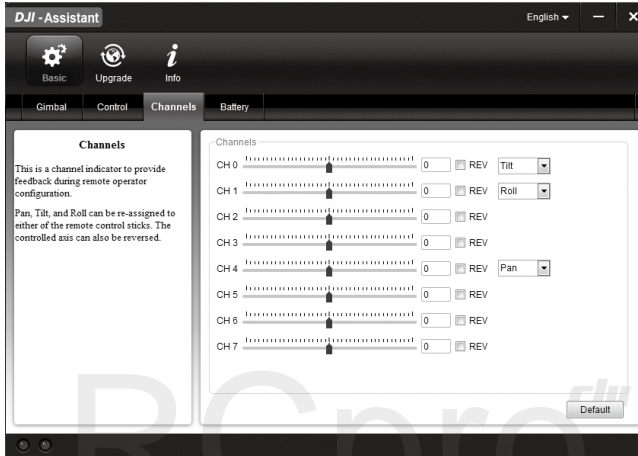 DJI - Assistant
English
Basic
Upgrade
Info
Gimbal
Control
Channels
Battery
Channels
This is a channel indicator to provide
feedback during remote operator
configuration.
Pan, Tilt, and Roll can be re-assigned to
either of the remote control sticks. The
controlled axis can also be reversed.
Channels
CH 0 0 REV Tilt
CH 1 0 REV Roll
CH 2 0 REV
CH 3 0 REV
CH 4 0 REV Pan
CH 5 0 REV
CH 6 0 REV
CH 7 0 REV
dji
Default
RCpro